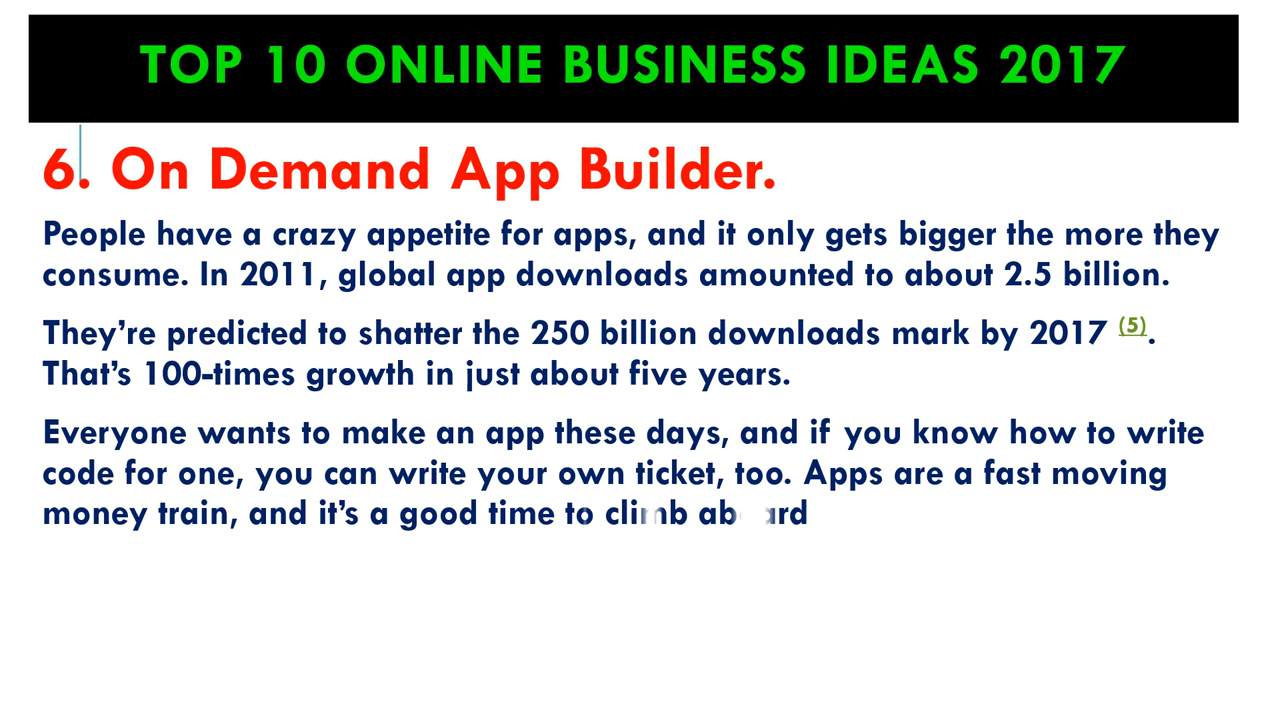 TOP 10 ONLINE BUSINESS IDEAS 2017
6. On Demand App Builder.
People have a crazy appetite for apps, and it only gets bigger the more they
consume. In 2011, global app downloads amounted to about 2.5 billion.
They’re predicted to shatter the 250 billion downloads mark by 2017 (5).
That’s 100-times growth in just about five years.
Everyone wants to make an app these days, and if you know how to write
code for one, you can write your own ticket, too. Apps are a fast moving
money train, and it’s a good time to climb aboard